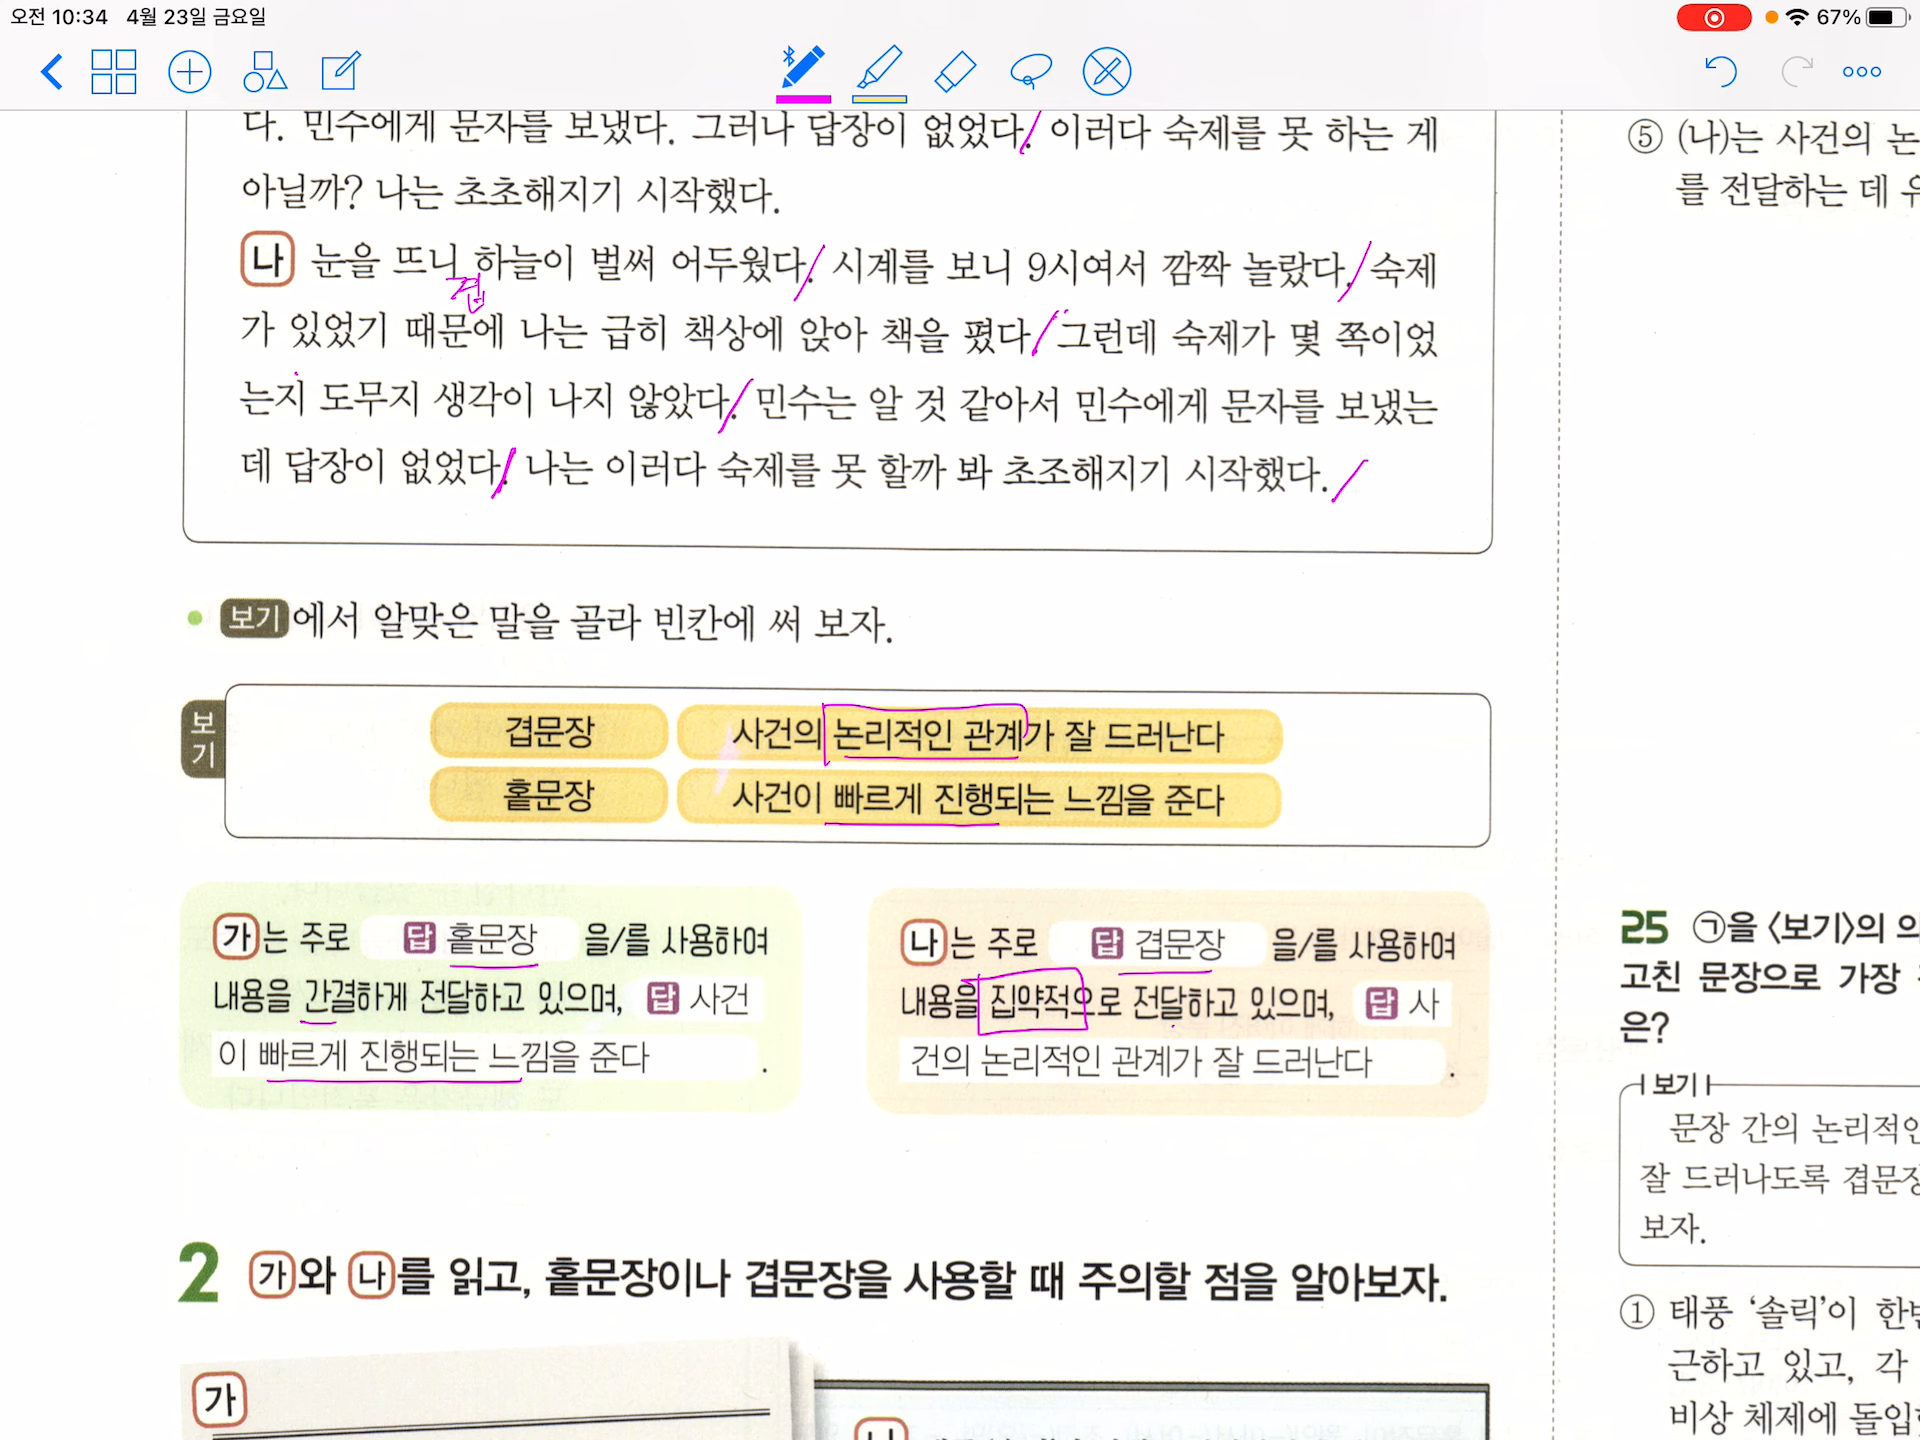 오전 10:34 4월 23일 금요일
67%
다. 민수에게 문자를 보냈다. 그러나 답장이 없었다. 이러다 숙제를 못 하는 게
아닐까? 나는 초초해지기 시작했다.
나 눈을 뜨니 하늘이 벌써 어두웠다. 시계를 보니 9시여서 깜짝 놀랐다. 숙제
겹
가 있었기 때문에 나는 급히 책상에 앉아 책을 폈다. 그런데 숙제가 몇 쪽이었
는지 도무지 생각이 나지 않았다. 민수는 알 것 같아서 민수에게 문자를 보냈는
데 답장이 없었다. 나는 이러다 숙제를 못 할까 봐 초조해지기 시작했다.
• 보기에서 알맞은 말을 골라 빈칸에 써 보자.
보기
겹문장 사건의 논리적인 관계가 잘 드러난다
홑문장 사건이 빠르게 진행되는 느낌을 준다
가는 주로 답 홑문장 을/를 사용하여
내용을 간결하게 전달하고 있으며, 답 사건
이 빠르게 진행되는 느낌을 준다.
나는 주로 답 겹문장 을/를 사용하여
내용을 집약적으로 전달하고 있으며, 답 사
건의 논리적인 관계가 잘 드러난다.
2 가와 나를 읽고, 홑문장이나 겹문장을 사용할 때 주의할 점을 알아보자.
가
나
⑤ (나)는 사건의 논
를 전달하는 데 우
25 ㉠을 〈보기〉의 의
고친 문장으로 가장
은?
보기
문장 간의 논리적인
잘 드러나도록 겹문장
보자.
① 태풍 ‘솔릭’이 한반
근하고 있고, 각
비상 체제에 돌입